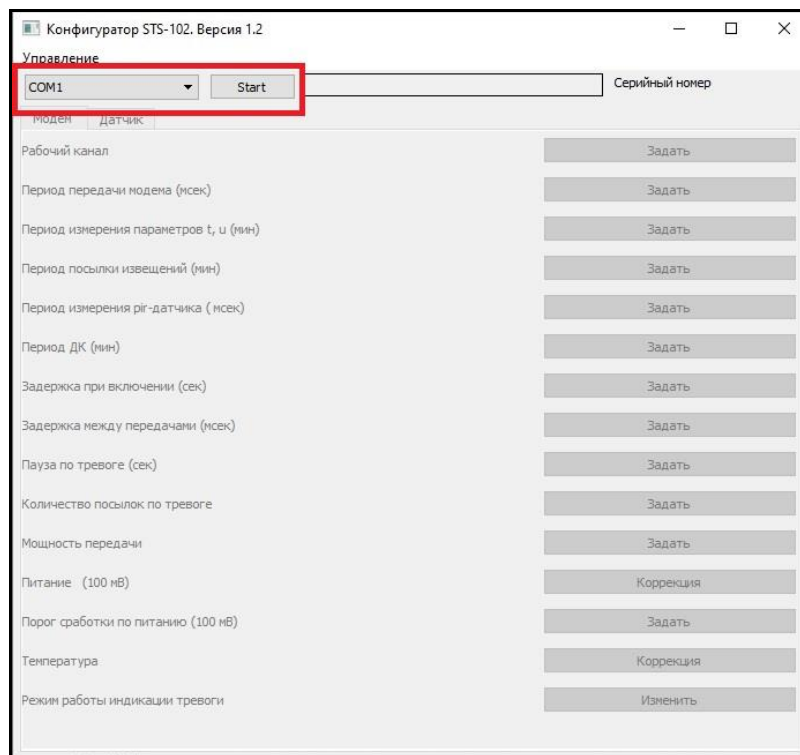 Конфигуратор STS-102. Версия 1.2
Управление
COM1 Start Серийный номер
Модем Датчик
Рабочий канал Задать
Период передачи модема (мсек) Задать
Период измерения параметров t, u (мин) Задать
Период посылки извещений (мин) Задать
Период измерения pir-датчика ( мсек) Задать
Период ДК (мин) Задать
Задержка при включении (сек) Задать
Задержка между передачами (мсек) Задать
Пауза по тревоге (сек) Задать
Количество посылок по тревоге Задать
Мощность передачи Задать
Питание (100 мВ) Коррекция
Порог сработки по питанию (100 мВ) Задать
Температура Коррекция
Режим работы индикации тревоги Изменить